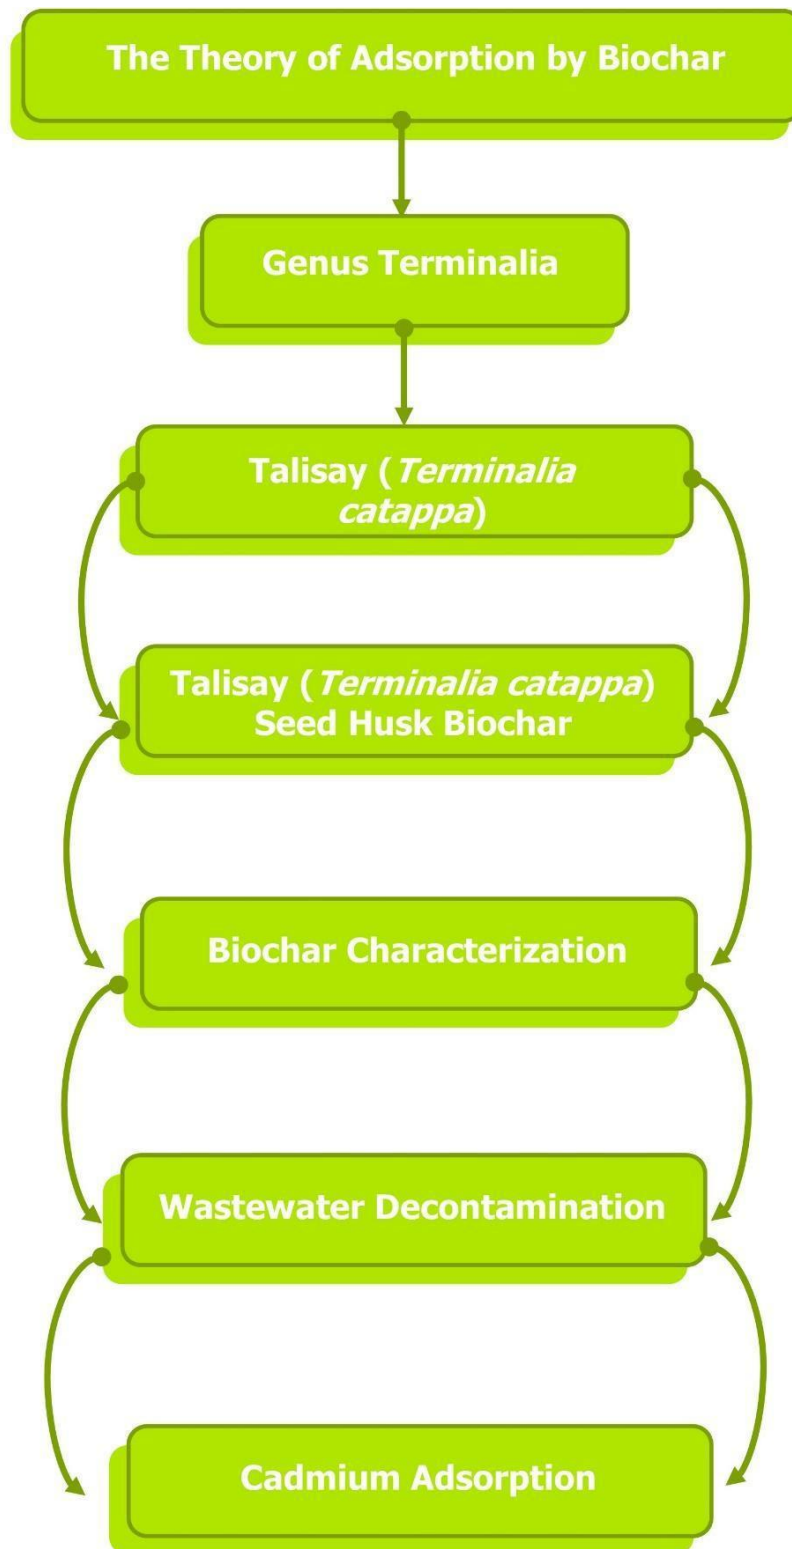 The Theory of Adsorption by Biochar
Genus Terminalia
Talisay (Terminalia
catappa)
Talisay (Terminalia catappa)
Seed Husk Biochar
Biochar Characterization
Wastewater Decontamination
Cadmium Adsorption